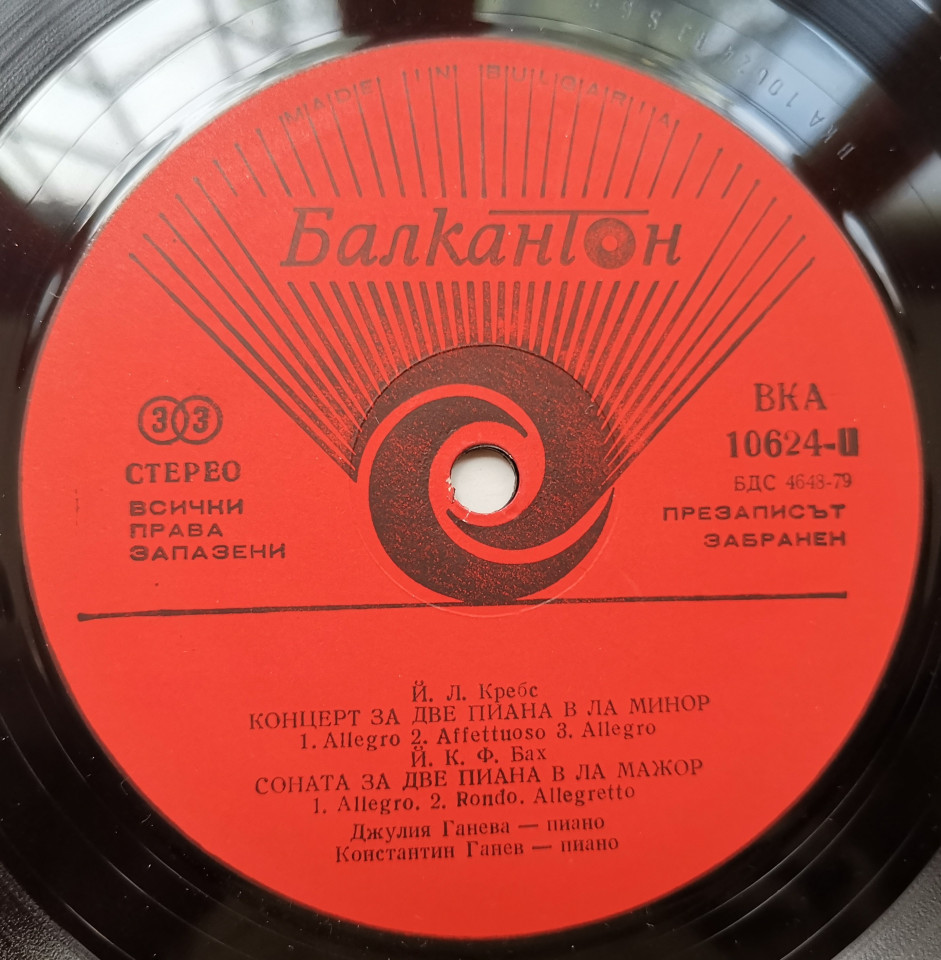 MADE IN BULGARIA
Балкантон
33
СТЕРЕО
ВСИЧКИ
ПРАВА
ЗАПАЗЕНИ
ВКА
10624-II
БДС 4648-79
ПРЕЗАПИСЪТ
ЗАБРАНЕН
Й. Л. Кребс
КОНЦЕРТ ЗА ДВЕ ПИАНА В ЛА МИНОР
1. Allegro 2. Affettuoso 3. Allegro
Й. К. Ф. Бах
СОНАТА ЗА ДВЕ ПИАНА В ЛА МАЖОР
1. Allegro. 2. Rondo. Allegretto
Джулия Ганева — пиано
Константин Ганев — пиано